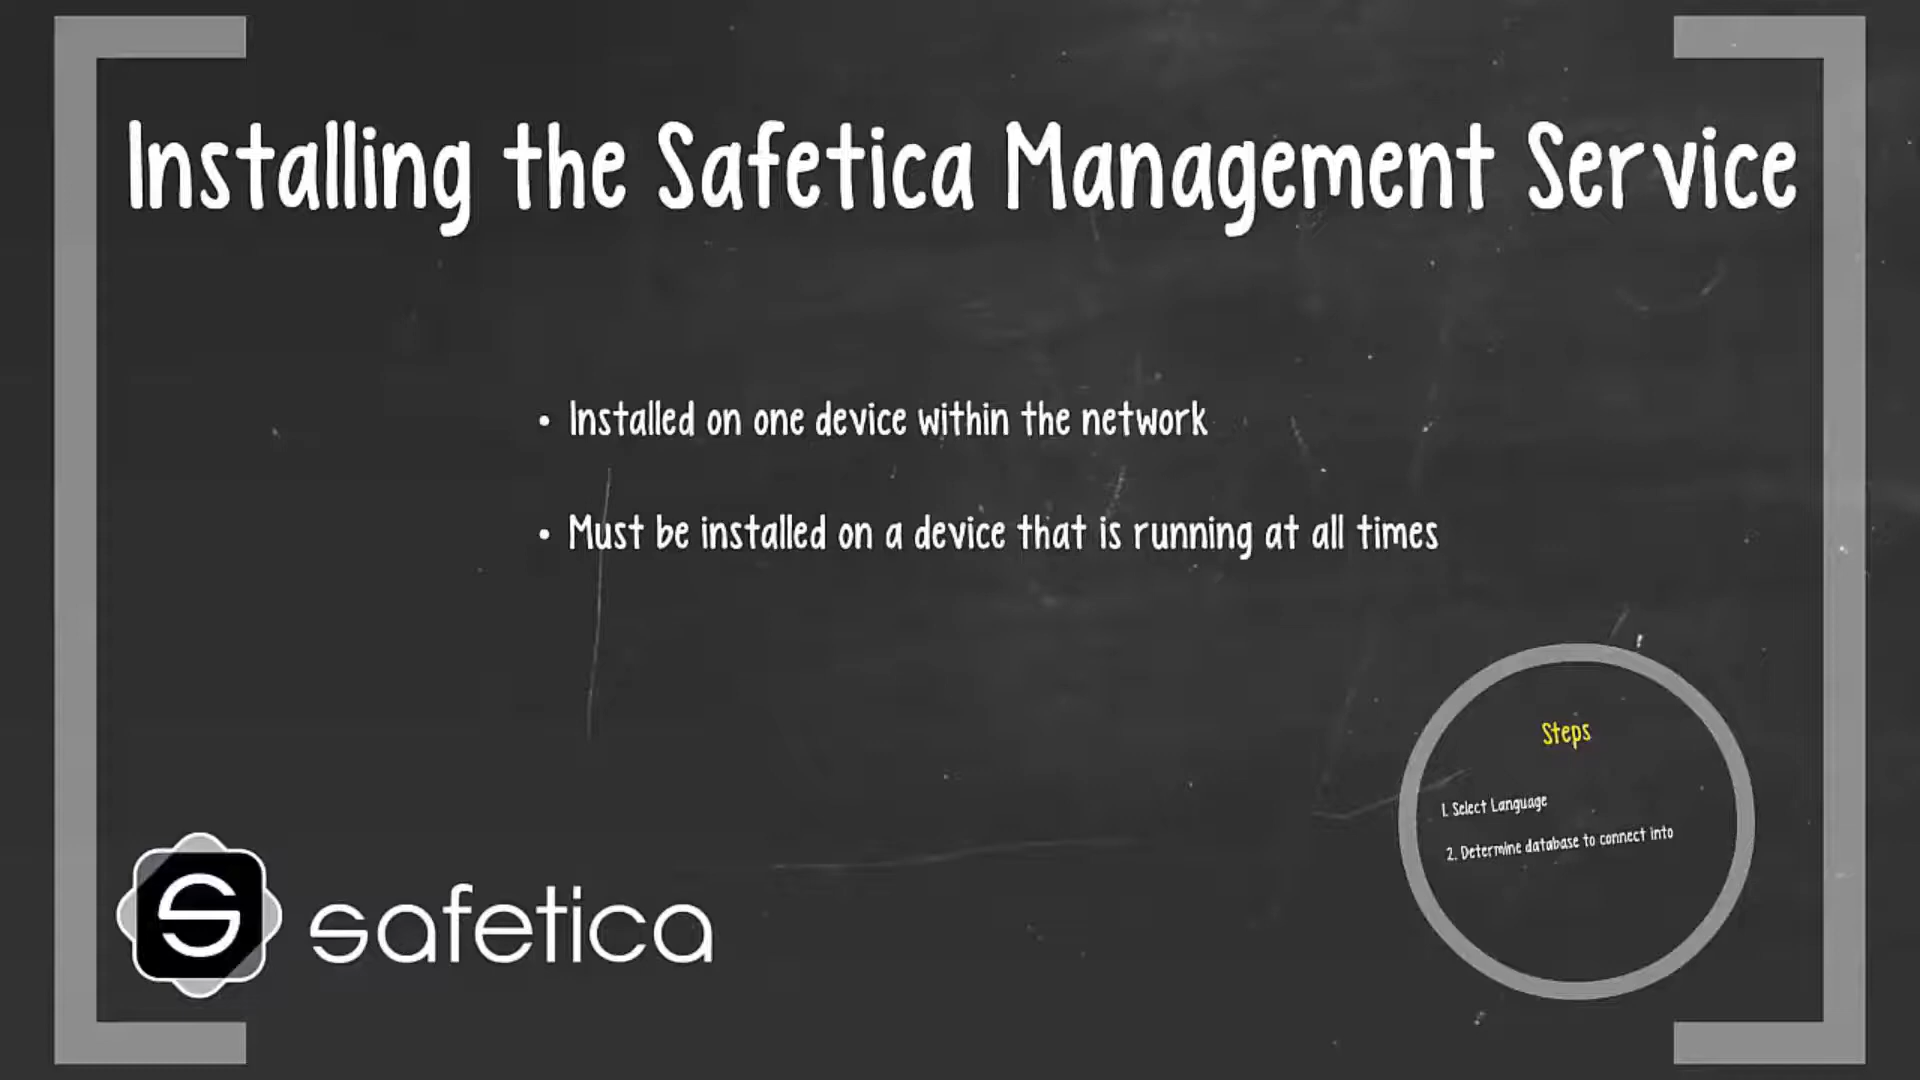 Installing the Safetica Management Service
• Installed on one device within the network
• Must be installed on a device that is running at all times
Steps
1. Select Language
2. Determine database to connect into
S safetica